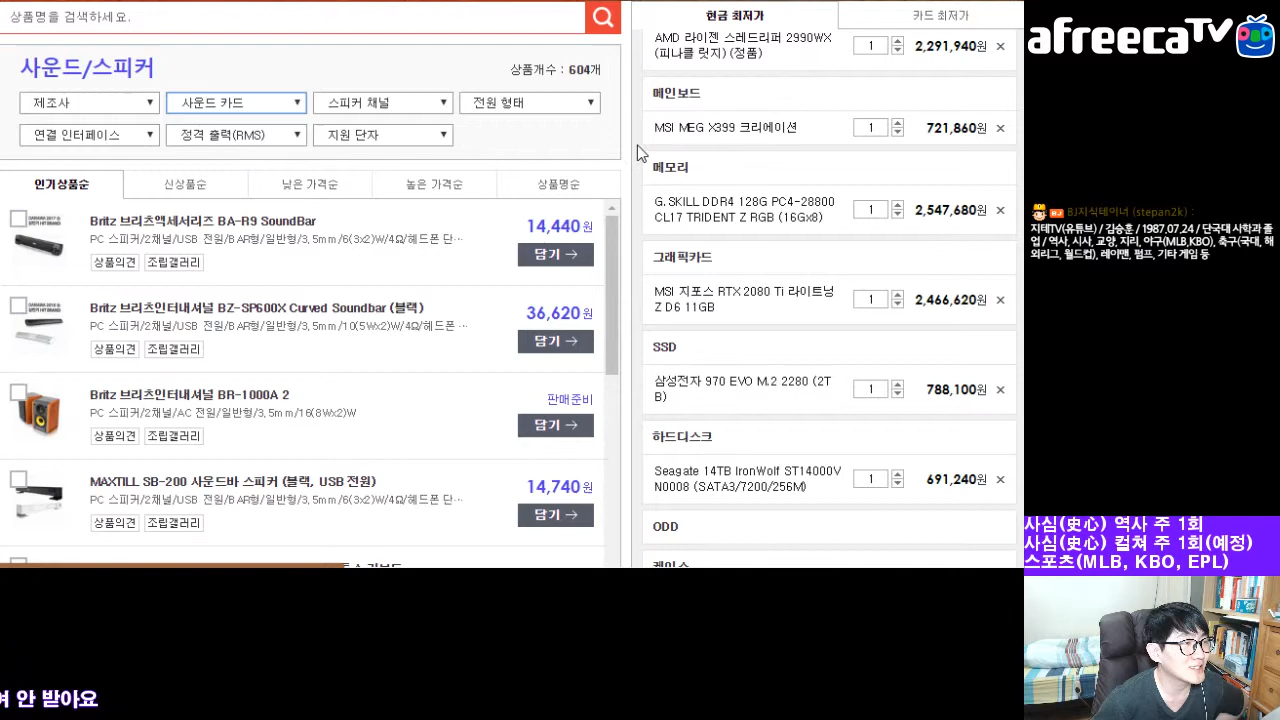 상품명을 검색하세요.
사운드/스피커
상품개수 : 604개
제조사
사운드 카드
스피커 채널
전원 형태
연결 인터페이스
정격 출력(RMS)
지원 단자
인기상품순
신상품순
낮은 가격순
높은 가격순
상품명순
Britz 브리츠액세서리즈 BA-R9 SoundBar
PC 스피커/2채널/USB 전원/BAR형/일반형/3,5mm/6(3x2)W/4Ω/헤드폰 단…
상품의견
조립갤러리
14,440원
담기 →
Britz 브리츠인터내셔널 BZ-SP600X Curved Soundbar (블랙)
PC 스피커/2채널/USB 전원/BAR형/일반형/3,5mm/10(5Wx2)W/4Ω/헤드폰 …
상품의견
조립갤러리
36,620원
담기 →
Britz 브리츠인터내셔널 BR-1000A 2
PC 스피커/2채널/AC 전원/일반형/3,5mm/16(8Wx2)W
상품의견
조립갤러리
판매준비
담기 →
MAXTILL SB-200 사운드바 스피커 (블랙, USB 전원)
PC 스피커/2채널/USB 전원/BAR형/일반형/3,5mm/6(3x2)W/4Ω/헤드폰 단…
상품의견
조립갤러리
14,740원
담기 →
현금 최저가
카드 최저가
AMD 라이젠 스레드리퍼 2990WX
(피나클 릿지) (정품)
1
2,291,940원 ×
메인보드
MSI MEG X399 크리에이션
1
721,860원 ×
메모리
G.SKILL DDR4 128G PC4-28800
CL17 TRIDENT Z RGB (16Gx8)
1
2,547,680원 ×
그래픽카드
MSI 지포스 RTX 2080 Ti 라이트닝
Z D6 11GB
1
2,466,620원 ×
SSD
삼성전자 970 EVO M.2 2280 (2T
B)
1
788,100원 ×
하드디스크
Seagate 14TB IronWolf ST14000V
N0008 (SATA3/7200/256M)
1
691,240원 ×
ODD
케이스
afreecaTV
BJ BJ지식테이너 (stepan2k) :
지테TV(유튜브) / 김승훈 / 1987.07.24 / 단국대 사학과 졸
업 / 역사, 시사, 교양, 지리, 야구(MLB,KBO), 축구(국대, 해
외리그, 월드컵), 레이맨, 펌프, 기타 게임 등
사심(史心) 역사 주 1회
사심(史心) 컬쳐 주 1회(예정)
스포츠(MLB, KBO, EPL)
여 안 받아요